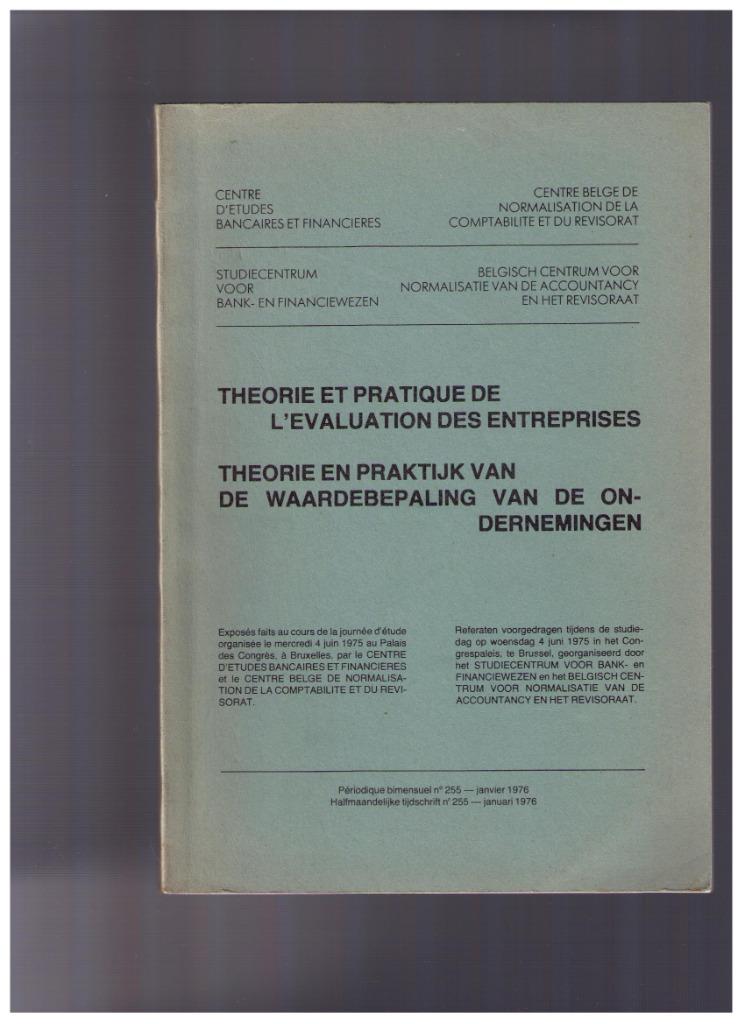 CENTRE
D'ETUDES
BANCAIRES ET FINANCIERES
CENTRE BELGE DE
NORMALISATION DE LA
COMPTABILITE ET DU REVISORAT
STUDIECENTRUM
VOOR
BANK- EN FINANCIEWEZEN
BELGISCH CENTRUM VOOR
NORMALISATIE VAN DE ACCOUNTANCY
EN HET REVISORAAT
THEORIE ET PRATIQUE DE
L'EVALUATION DES ENTREPRISES
THEORIE EN PRAKTIJK VAN
DE WAARDEBEPALING VAN DE ON-
DERNEMINGEN
Exposés faits au cours de la journée d'étude
organisée le mercredi 4 juin 1975 au Palais
des Congrès, à Bruxelles, par le CENTRE
D'ETUDES BANCAIRES ET FINANCIERES
et le CENTRE BELGE DE NORMALISA-
TION DE LA COMPTABILITE ET DU REVI-
SORAT.
Referaten voorgedragen tijdens de studie-
dag op woensdag 4 juni 1975 in het Con-
grespaleis, te Brussel, georganiseerd door
het STUDIECENTRUM VOOR BANK- en
FINANCIEWEZEN en het BELGISCH CEN-
TRUM VOOR NORMALISATIE VAN DE
ACCOUNTANCY EN HET REVISORAAT.
Périodique bimensuel n° 255 — janvier 1976
Halfmaandelijke tijdschrift n° 255 — januari 1976